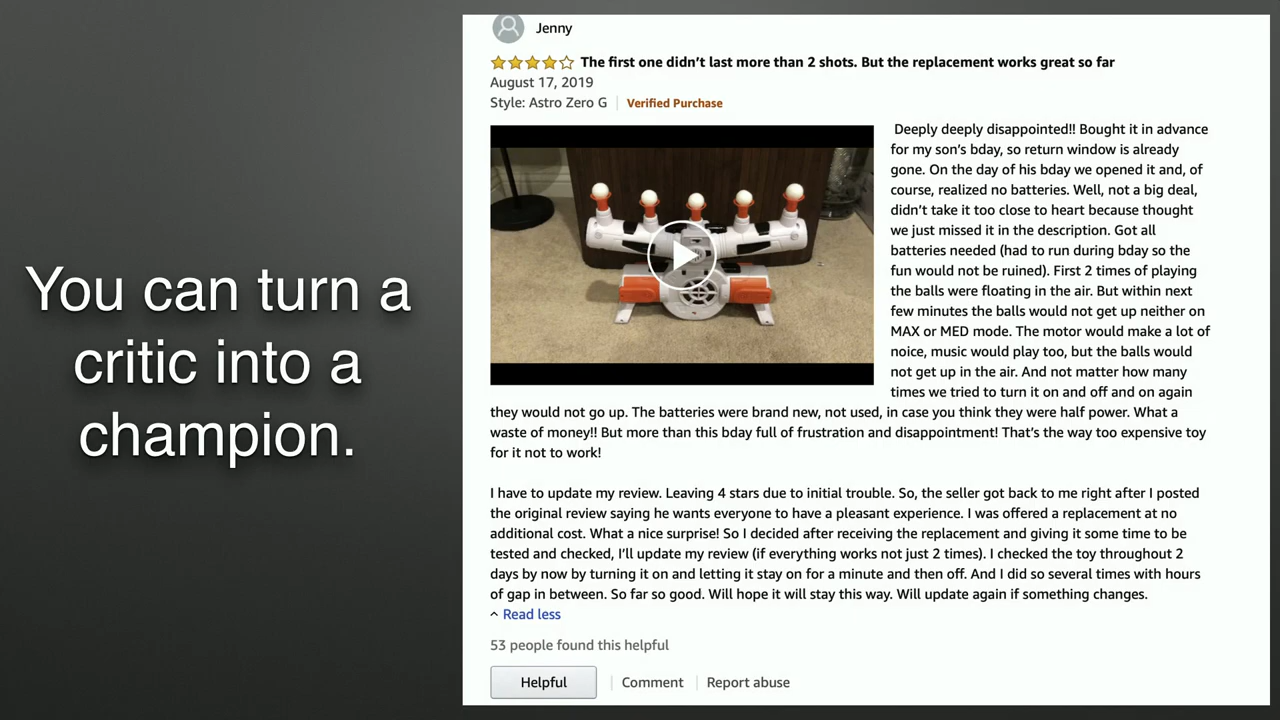 You can turn a
critic into a
champion.
Jenny
The first one didn't last more than 2 shots. But the replacement works great so far
August 17, 2019
Style: Astro Zero G
Verified Purchase
Deeply deeply disappointed!! Bought it in advance
for my son's bday, so return window is already
gone. On the day of his bday we opened it and, of
course, realized no batteries. Well, not a big deal,
didn't take it too close to heart because thought
we just missed it in the description. Got all
batteries needed (had to run during bday so the
fun would not be ruined). First 2 times of playing
the balls were floating in the air. But within next
few minutes the balls would not get up neither on
MAX or MED mode. The motor would make a lot of
noice, music would play too, but the balls would
not get up in the air. And not matter how many
times we tried to turn it on and off and on again
they would not go up. The batteries were brand new, not used, in case you think they were half power. What a
waste of money!! But more than this bday full of frustration and disappointment! That's the way too expensive toy
for it not to work!
I have to update my review. Leaving 4 stars due to initial trouble. So, the seller got back to me right after I posted
the original review saying he wants everyone to have a pleasant experience. I was offered a replacement at no
additional cost. What a nice surprise! So I decided after receiving the replacement and giving it some time to be
tested and checked, I'll update my review (if everything works not just 2 times). I checked the toy throughout 2
days by now by turning it on and letting it stay on for a minute and then off. And I did so several times with hours
of gap in between. So far so good. Will hope it will stay this way. Will update again if something changes.
Read less
53 people found this helpful
Helpful
Comment
Report abuse